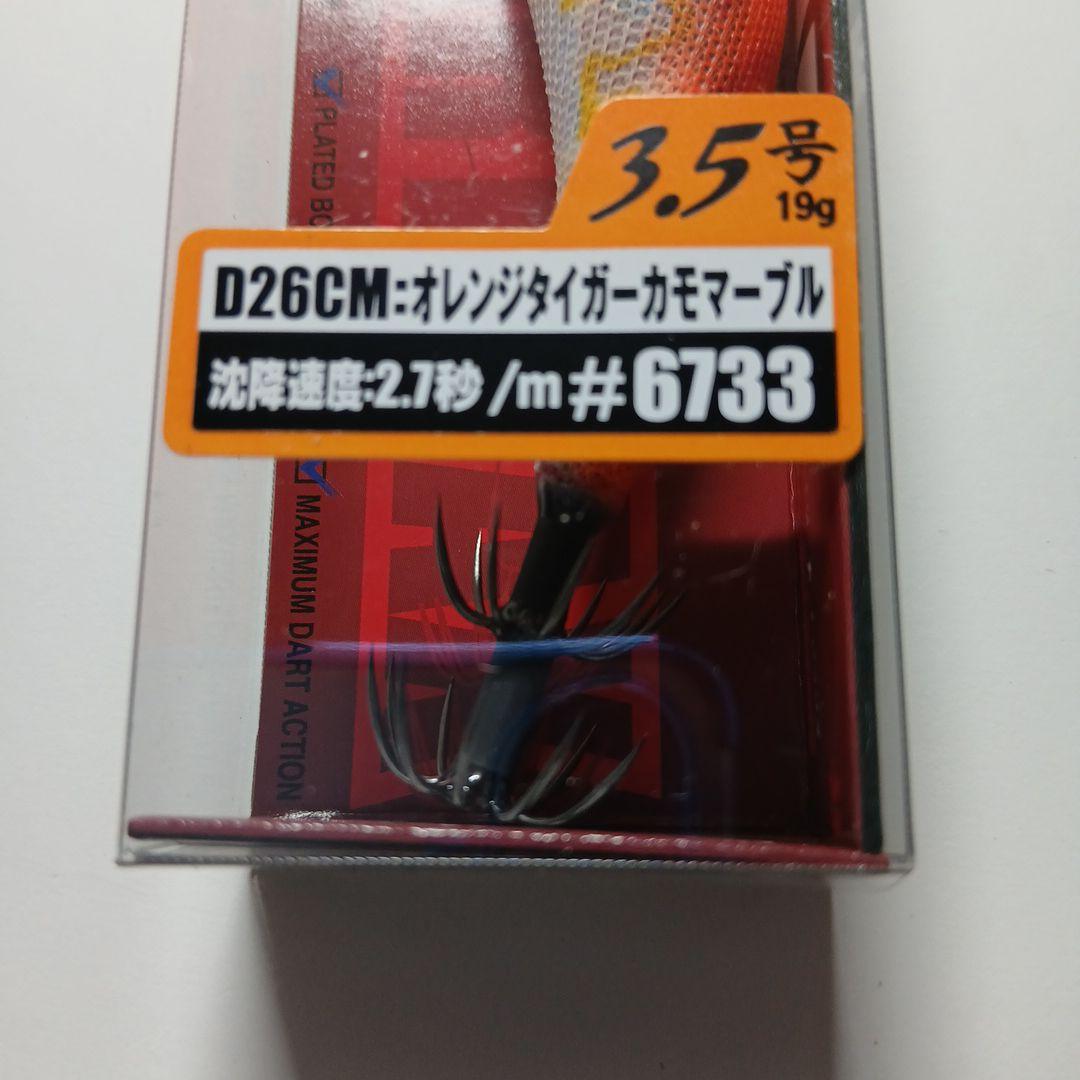 3.5号
19g
D26CM:オレンジタイガーカモマーブル
沈降速度:2.7秒/m #6733
PLATED
MAXIMUM DART ACTION